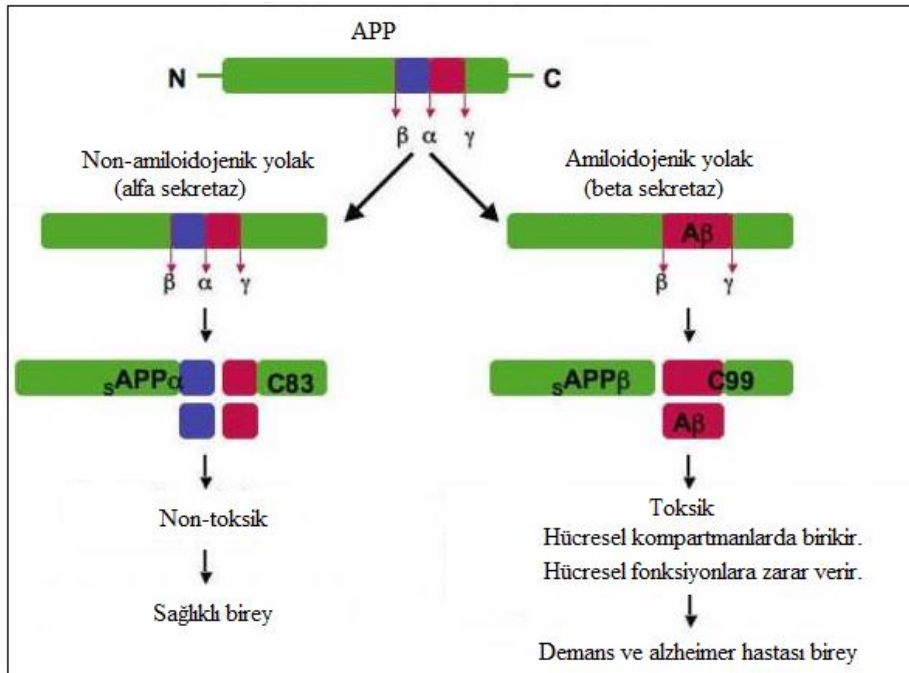 APP
N C
β α γ
Non-amiloidojenik yolak
(alfa sekretaz)
Amiloidojenik yolak
(beta sekretaz)
Aβ
β α γ
β γ
sAPPα C83
sAPPβ C99
Aβ
Non-toksik
Toksik
Hücresel kompartmanlarda birikir.
Hücresel fonksiyonlara zarar verir.
Sağlıklı birey
Demans ve alzheimer hastası birey